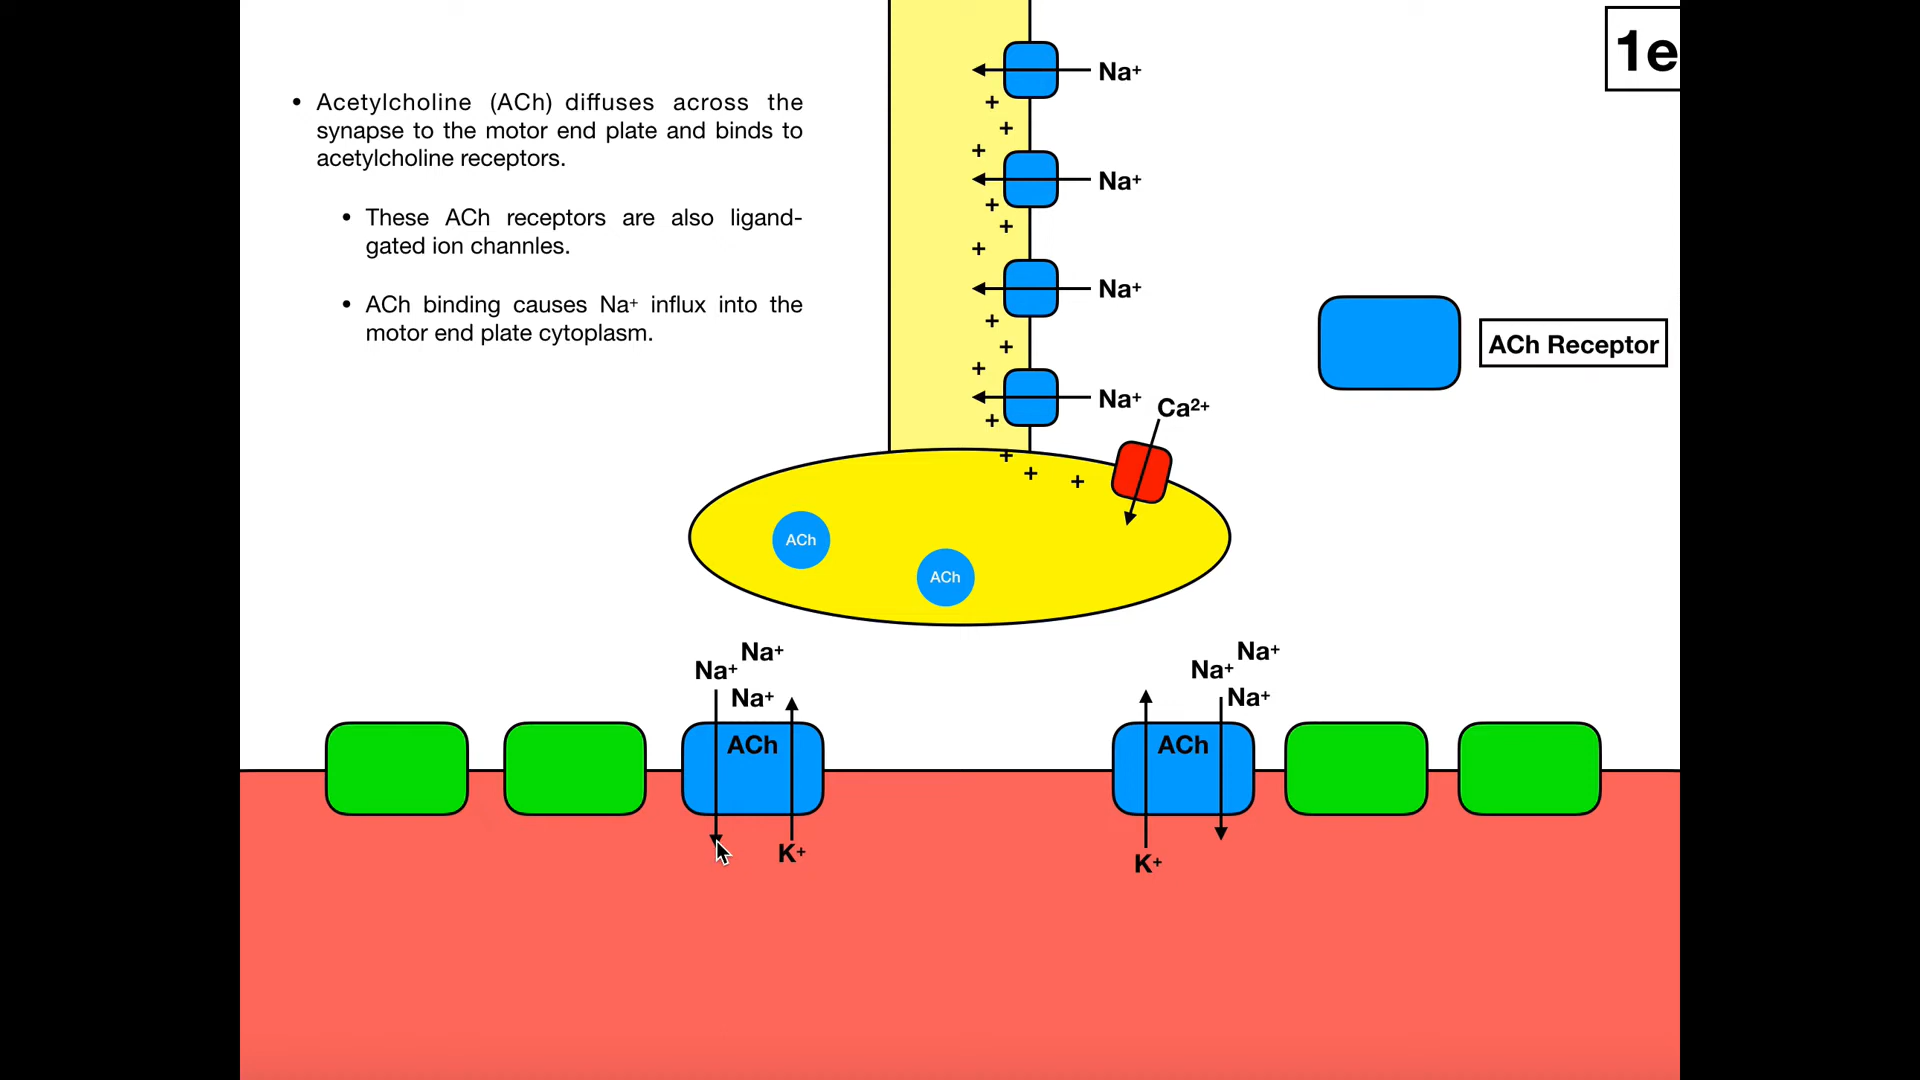 1e
• Acetylcholine (ACh) diffuses across the
synapse to the motor end plate and binds to
acetylcholine receptors.
• These ACh receptors are also ligand-
gated ion channles.
• ACh binding causes Na⁺ influx into the
motor end plate cytoplasm.
Na⁺
Na⁺
Na⁺
Na⁺
Ca²⁺
ACh Receptor
ACh
ACh
Na⁺
Na⁺
Na⁺
ACh
K⁺
Na⁺
Na⁺
Na⁺
ACh
K⁺
+
+
+
+
+
+
+
+
+
+
+
+
+